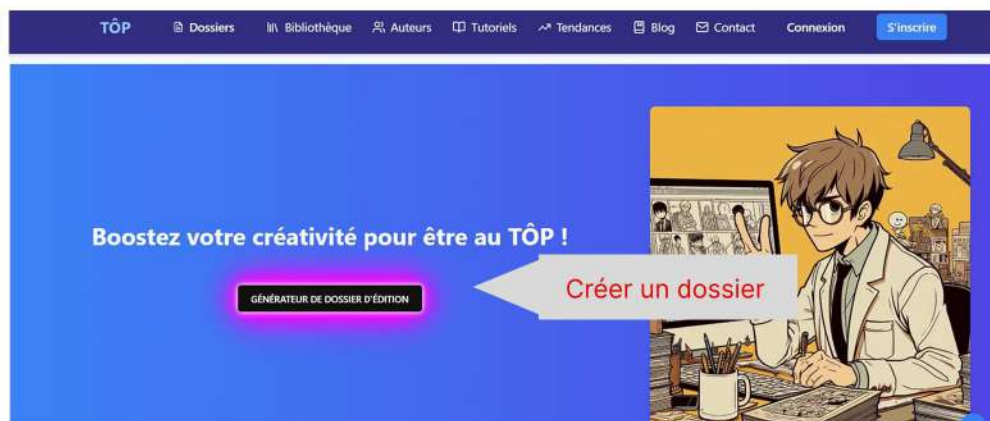 TÔP Dossiers Bibliothèque Auteurs Tutoriels Tendances Blog Contact Connexion S'inscrire
Boostez votre créativité pour être au TÔP !
Créer un dossier
GÉNÉRATEUR DE DOSSIER D'ÉDITION